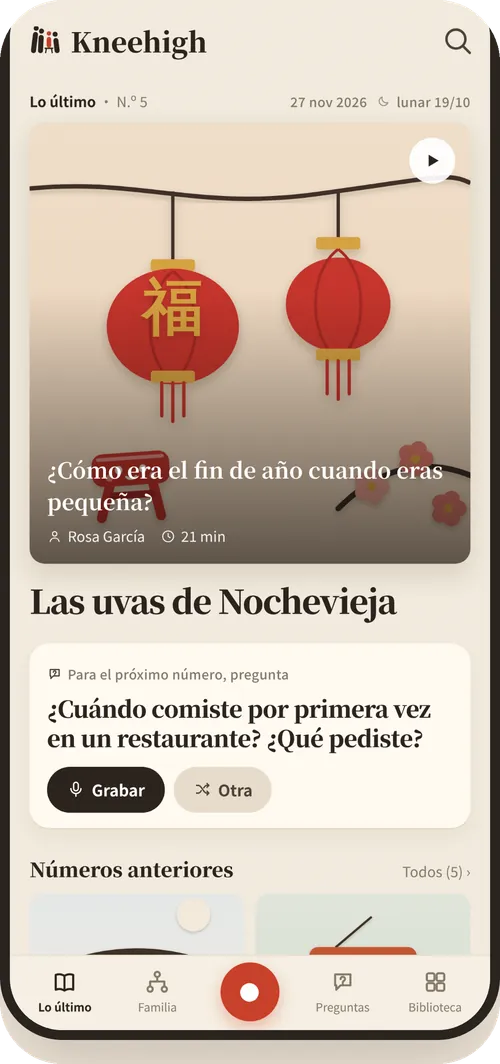 Kneehigh
Lo último • N.º 5
27 nov 2026 lunar 19/10
福
¿Cómo era el fin de año cuando eras
pequeña?
Rosa García 21 min
Las uvas de Nochevieja
Para el próximo número, pregunta
¿Cuándo comiste por primera vez
en un restaurante? ¿Qué pediste?
Grabar Otra
Números anteriores
Todos (5) ›
Lo último Familia Preguntas Biblioteca